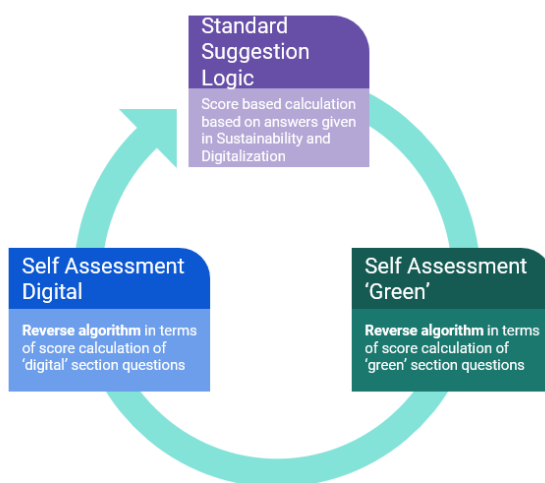 Standard
Suggestion
Logic
Score based calculation
based on answers given
in Sustainability and
Digitalization
Self Assessment
Digital
Reverse algorithm in terms
of score calculation of
‘digital’ section questions
Self Assessment
‘Green’
Reverse algorithm in terms
of score calculation of
‘green’ section questions